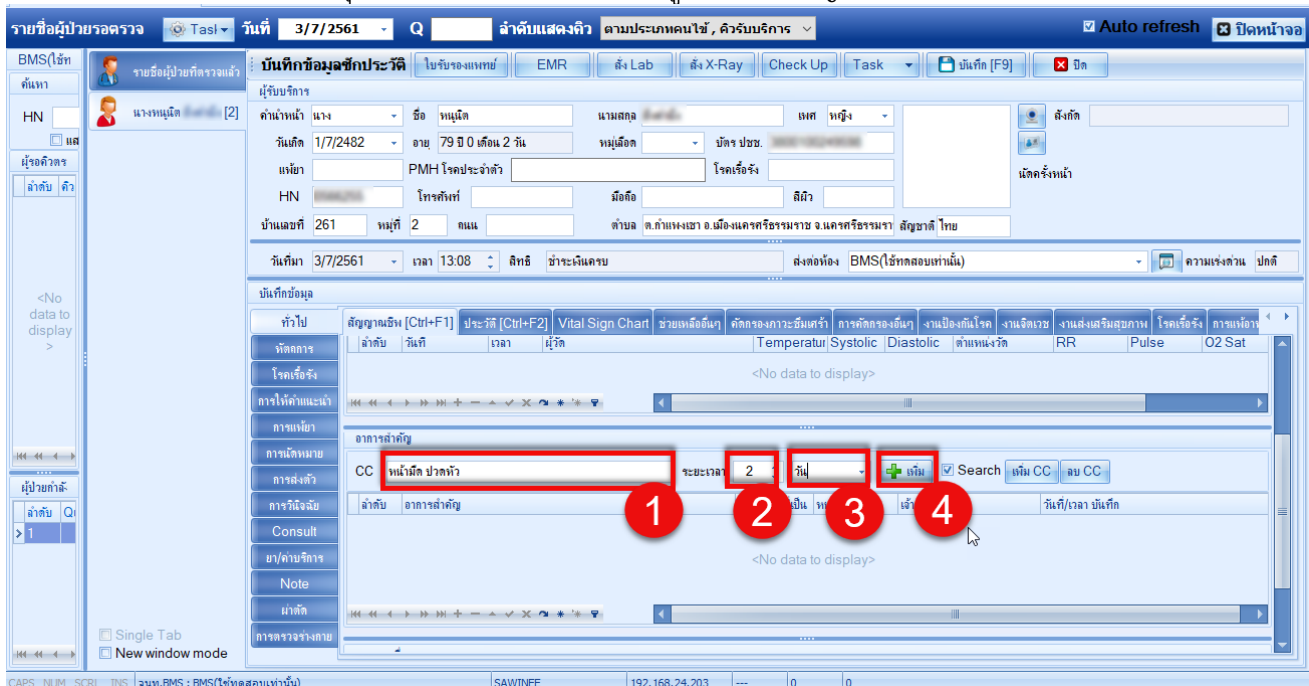 รายชื่อผู้ป่วยรอตรวจ Task วันที่ 3/7/2561 Q ลำดับแสดงคิว ตามประเภทคนไข้ , คิวรับบริการ Auto refresh ปิดหน้าจอ
BMS(ใช้ท
ค้นหา
HN
แส
ผู้รอคิวตร
ลำดับ คิว
<No data to display>
ผู้ป่วยกำลั
ลำดับ Qu
1
รายชื่อผู้ป่วยที่ตรวจแล้ว
นางหนูนิต [2]
Single Tab
New window mode
บันทึกข้อมูลซักประวัติ ใบรับรองแพทย์ EMR สั่ง Lab สั่ง X-Ray Check Up Task บันทึก [F9] ปิด
ผู้รับบริการ
คำนำหน้า นาง ชื่อ หนูนิต นามสกุล เพศ หญิง สังกัด
วันเกิด 1/7/2482 อายุ 79 ปี 0 เดือน 2 วัน หมู่เลือด บัตร ปชช.
แพ้ยา PMH โรคประจำตัว โรคเรื้อรัง นัดครั้งหน้า
HN โทรศัพท์ มือถือ สีผิว
บ้านเลขที่ 261 หมู่ที่ 2 ถนน ตำบล ต.กำแพงเซา อ.เมืองนครศรีธรรมราช จ.นครศรีธรรมรา สัญชาติ ไทย
วันที่มา 3/7/2561 เวลา 13:08 สิทธิ ชำระเงินครบ ส่งต่อห้อง BMS(ใช้ทดสอบเท่านั้น) ความเร่งด่วน ปกติ
บันทึกข้อมูล
ทั่วไป
หัตถการ
โรคเรื้อรัง
การให้คำแนะนำ
การแพ้ยา
การนัดหมาย
การส่งตัว
การวินิจฉัย
Consult
ยา/ค่าบริการ
Note
ผ่าตัด
การตรวจร่างกาย
สัญญาณชีพ [Ctrl+F1] ประวัติ [Ctrl+F2] Vital Sign Chart ช่วยเหลืออื่นๆ คัดกรองภาวะซึมเศร้า การคัดกรองอื่นๆ งานป้องกันโรค งานจิตเวช งานส่งเสริมสุขภาพ โรคเรื้อรัง การแพ้อา
ลำดับ วันที่ เวลา ผู้วัด Temperatur Systolic Diastolic ตำแหน่งวัด RR Pulse O2 Sat
<No data to display>
อาการสำคัญ
CC หน้ามืด ปวดหัว ระยะเวลา 2 วัน เพิ่ม Search เพิ่ม CC ลบ CC
1 2 3 4
ลำดับ อาการสำคัญ เป็น วันที่/เวลา บันทึก
<No data to display>
CAPS NUM SCRL INS จนท.BMS : BMS(ใช้ทดสอบเท่านั้น) SAWINEE 192.168.24.203 --- 0 0